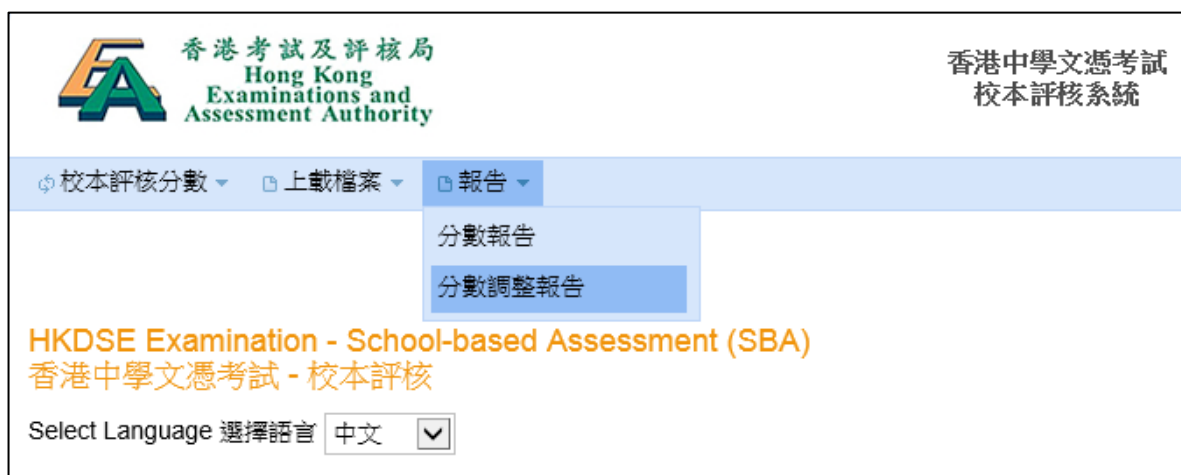 香港考試及評核局
Hong Kong
Examinations and
Assessment Authority
香港中學文憑考試
校本評核系統
校本評核分數
上載檔案
報告
分數報告
分數調整報告
HKDSE Examination - School-based Assessment (SBA)
香港中學文憑考試 - 校本評核
Select Language 選擇語言 中文